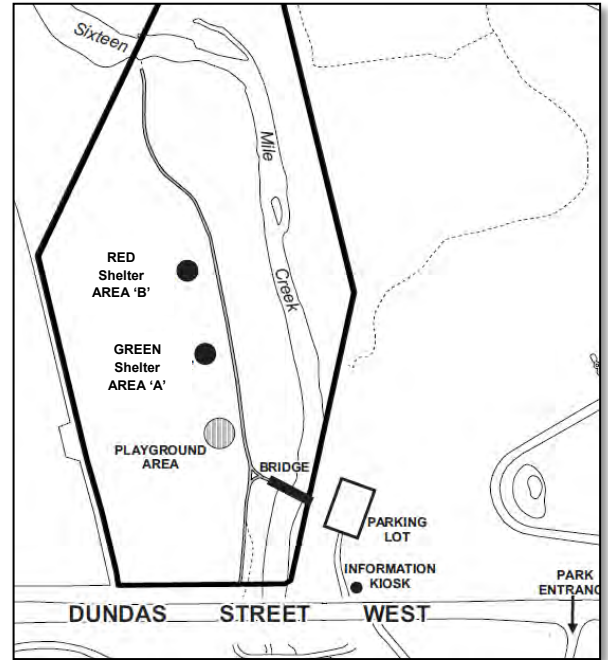 Sixteen
Mile
Creek
RED
Shelter
AREA ‘B’
GREEN
Shelter
AREA ‘A’
PLAYGROUND
AREA
BRIDGE
PARKING
LOT
INFORMATION
KIOSK
PARK
ENTRANC
DUNDAS STREET WEST